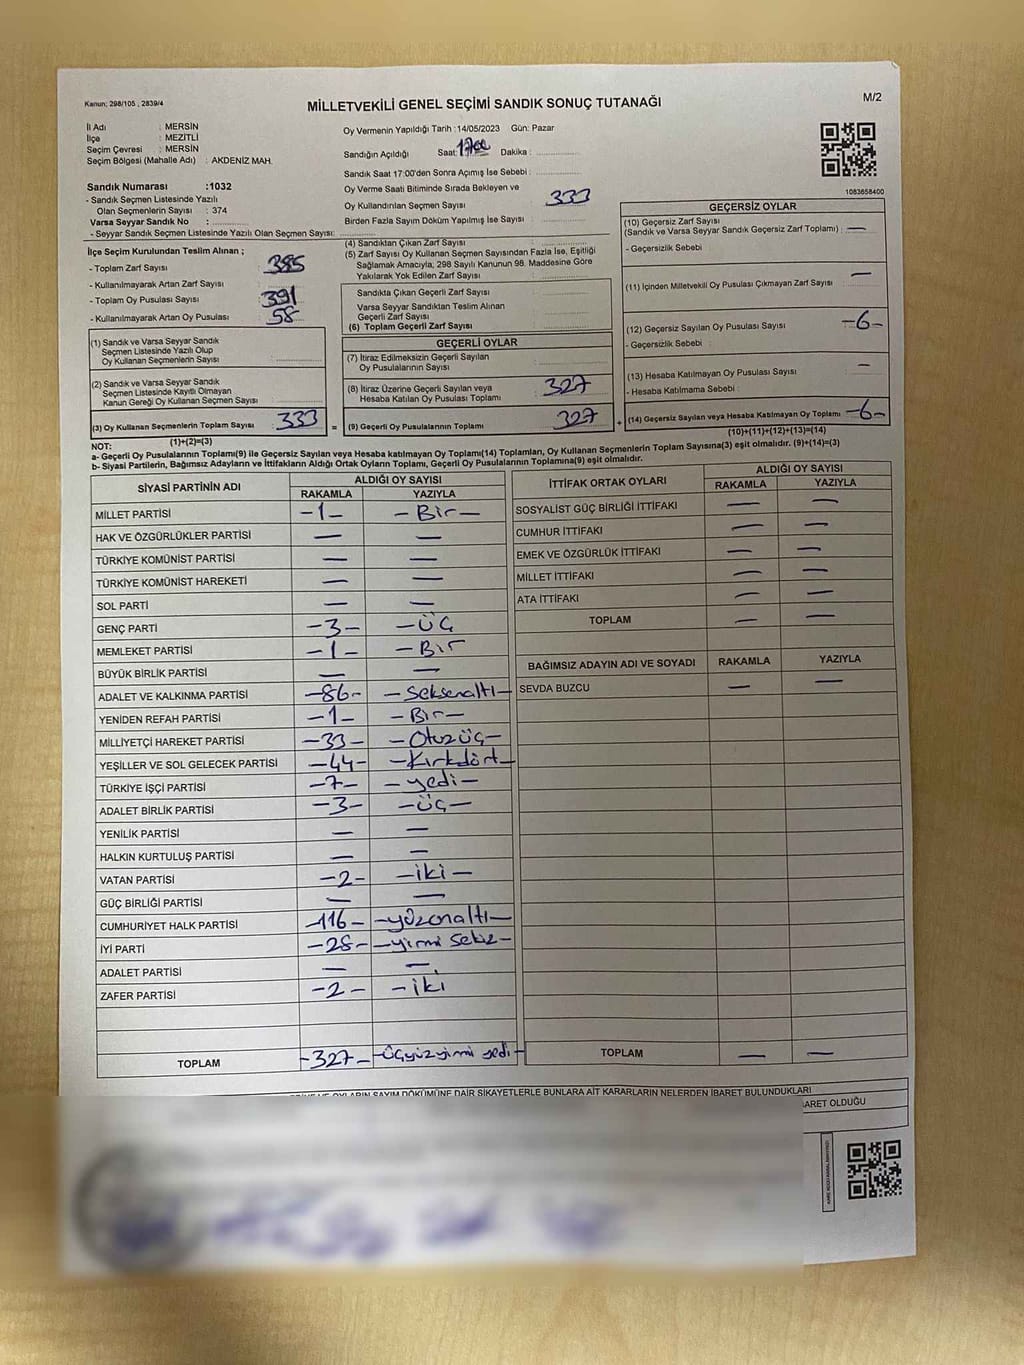 Kanun; 298/105 , 2839/4
MİLLETVEKİLİ GENEL SEÇİMİ SANDIK SONUÇ TUTANAĞI
M/2
İl Adı : MERSİN
İlçe : MEZİTLİ
Seçim Çevresi : MERSİN
Seçim Bölgesi (Mahalle Adı) : AKDENİZ MAH.
Sandık Numarası :1032
- Sandık Seçmen Listesinde Yazılı
Olan Seçmenlerin Sayısı : 374
Varsa Seyyar Sandık No :
- Seyyar Sandık Seçmen Listesinde Yazılı Olan Seçmen Sayısı:
Oy Vermenin Yapıldığı Tarih :14/05/2023 Gün: Pazar
Sandığın Açıldığı Saat: 1700 Dakika :
Sandık Saat 17:00'den Sonra Açımış İse Sebebi :
Oy Verme Saati Bitiminde Sırada Bekleyen ve
Oy Kullandırılan Seçmen Sayısı 333
Birden Fazla Sayım Döküm Yapılmış İse Sayısı :
1083658400
İlçe Seçim Kurulundan Teslim Alınan ;
- Toplam Zarf Sayısı 385
- Kullanılmayarak Artan Zarf Sayısı :
- Toplam Oy Pusulası Sayısı 391
- Kullanılmayarak Artan Oy Pusulası 58
(1) Sandık ve Varsa Seyyar Sandık
Seçmen Listesinde Yazılı Olup
Oy Kullanan Seçmenlerin Sayısı :
(2) Sandık ve Varsa Seyyar Sandık
Seçmen Listesinde Kayıtlı Olmayan
Kanun Gereği Oy Kullanan Seçmen Sayısı :
(3) Oy Kullanan Seçmenlerin Toplam Sayısı 333
(1)+(2)=(3)
(4) Sandıktan Çıkan Zarf Sayısı :
(5) Zarf Sayısı Oy Kullanan Seçmen Sayısından Fazla İse, Eşitliği
Sağlamak Amacıyla; 298 Sayılı Kanunun 98. Maddesine Göre
Yakılarak Yok Edilen Zarf Sayısı :
Sandıkta Çıkan Geçerli Zarf Sayısı :
Varsa Seyyar Sandıktan Teslim Alınan
Geçerli Zarf Sayısı :
(6) Toplam Geçerli Zarf Sayısı :
GEÇERLİ OYLAR
(7) İtiraz Edilmeksizin Geçerli Sayılan
Oy Pusulalarının Sayısı :
(8) İtiraz Üzerine Geçerli Sayılan veya
Hesaba Katılan Oy Pusulası Toplamı 327
= (9) Geçerli Oy Pusulalarının Toplamı 327
GEÇERSİZ OYLAR
(10) Geçersiz Zarf Sayısı
(Sandık ve Varsa Seyyar Sandık Geçersiz Zarf Toplamı) : —
- Geçersizlik Sebebi
(11) İçinden Milletvekili Oy Pusulası Çıkmayan Zarf Sayısı —
(12) Geçersiz Sayılan Oy Pusulası Sayısı -6-
- Geçersizlik Sebebi :
(13) Hesaba Katılmayan Oy Pusulası Sayısı —
- Hesaba Katılmama Sebebi :
+ (14) Geçersiz Sayılan veya Hesaba Katılmayan Oy Toplamı -6-
(10)+(11)+(12)+(13)=(14)
NOT:
a- Geçerli Oy Pusulalarının Toplamı(9) ile Geçersiz Sayılan veya Hesaba katılmayan Oy Toplamı(14) Toplamları, Oy Kullanan Seçmenlerin Toplam Sayısına(3) eşit olmalıdır. (9)+(14)=(3)
b- Siyasi Partilerin, Bağımsız Adayların ve İttifakların Aldığı Ortak Oyların Toplamı, Geçerli Oy Pusulalarının Toplamına(9) eşit olmalıdır.
SİYASİ PARTİNİN ADI ALDIĞI OY SAYISI
RAKAMLA YAZIYLA
MİLLET PARTİSİ -1- -Bir-
HAK VE ÖZGÜRLÜKLER PARTİSİ — —
TÜRKİYE KOMÜNİST PARTİSİ — —
TÜRKİYE KOMÜNİST HAREKETİ — —
SOL PARTİ — —
GENÇ PARTİ -3- -ÜÇ
MEMLEKET PARTİSİ -1- -Bir
BÜYÜK BİRLİK PARTİSİ — —
ADALET VE KALKINMA PARTİSİ -86- -seksenaltı-
YENİDEN REFAH PARTİSİ -1- -Bir-
MİLLİYETÇİ HAREKET PARTİSİ -33- -Otuzüç-
YEŞİLLER VE SOL GELECEK PARTİSİ -44- -Kırkdört-
TÜRKİYE İŞÇİ PARTİSİ -7- -yedi-
ADALET BİRLİK PARTİSİ -3- -üç-
YENİLİK PARTİSİ — —
HALKIN KURTULUŞ PARTİSİ — —
VATAN PARTİSİ -2- -iki-
GÜÇ BİRLİĞİ PARTİSİ — —
CUMHURİYET HALK PARTİSİ -116- -yüzonaltı-
İYİ PARTİ -28- -yirmi sekiz-
ADALET PARTİSİ — —
ZAFER PARTİSİ -2- -iki
TOPLAM -327- -üçyüzyirmi yedi-
İTTİFAK ORTAK OYLARI ALDIĞI OY SAYISI
RAKAMLA YAZIYLA
SOSYALİST GÜÇ BİRLİĞİ İTTİFAKI — —
CUMHUR İTTİFAKI — —
EMEK VE ÖZGÜRLÜK İTTİFAKI — —
MİLLET İTTİFAKI — —
ATA İTTİFAKI — —
TOPLAM — —
BAĞIMSIZ ADAYIN ADI VE SOYADI RAKAMLA YAZIYLA
SEVDA BUZCU — —
TOPLAM — —
OYLARIN SAYIM DÖKÜMÜNE DAİR ŞİKAYETLERLE BUNLARA AİT KARARLARIN NELERDEN İBARET BULUNDUKLARI
BARET OLDUĞU